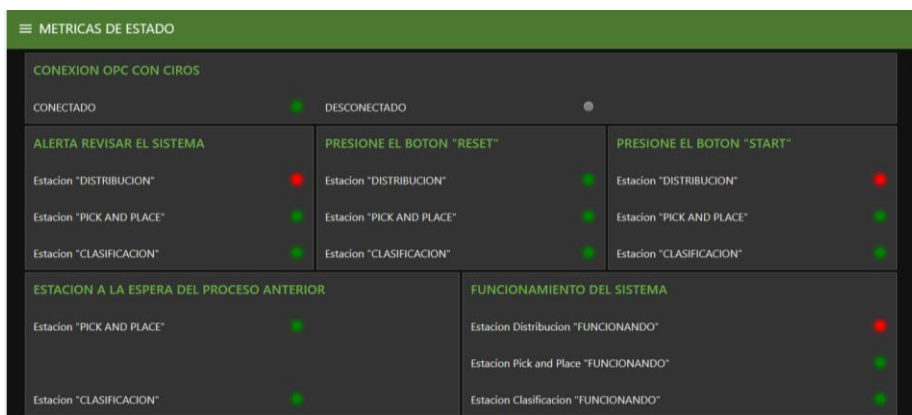 METRICAS DE ESTADO
CONEXION OPC CON CIROS
CONECTADO
DESCONECTADO
ALERTA REVISAR EL SISTEMA
Estacion "DISTRIBUCION"
Estacion "PICK AND PLACE"
Estacion "CLASIFICACION"
PRESIONE EL BOTON "RESET"
Estacion "DISTRIBUCION"
Estacion "PICK AND PLACE"
Estacion "CLASIFICACION"
PRESIONE EL BOTON "START"
Estacion "DISTRIBUCION"
Estacion "PICK AND PLACE"
Estacion "CLASIFICACION"
ESTACION A LA ESPERA DEL PROCESO ANTERIOR
Estacion "PICK AND PLACE"
Estacion "CLASIFICACION"
FUNCIONAMIENTO DEL SISTEMA
Estacion Distribucion "FUNCIONANDO"
Estacion Pick and Place "FUNCIONANDO"
Estacion Clasificacion "FUNCIONANDO"